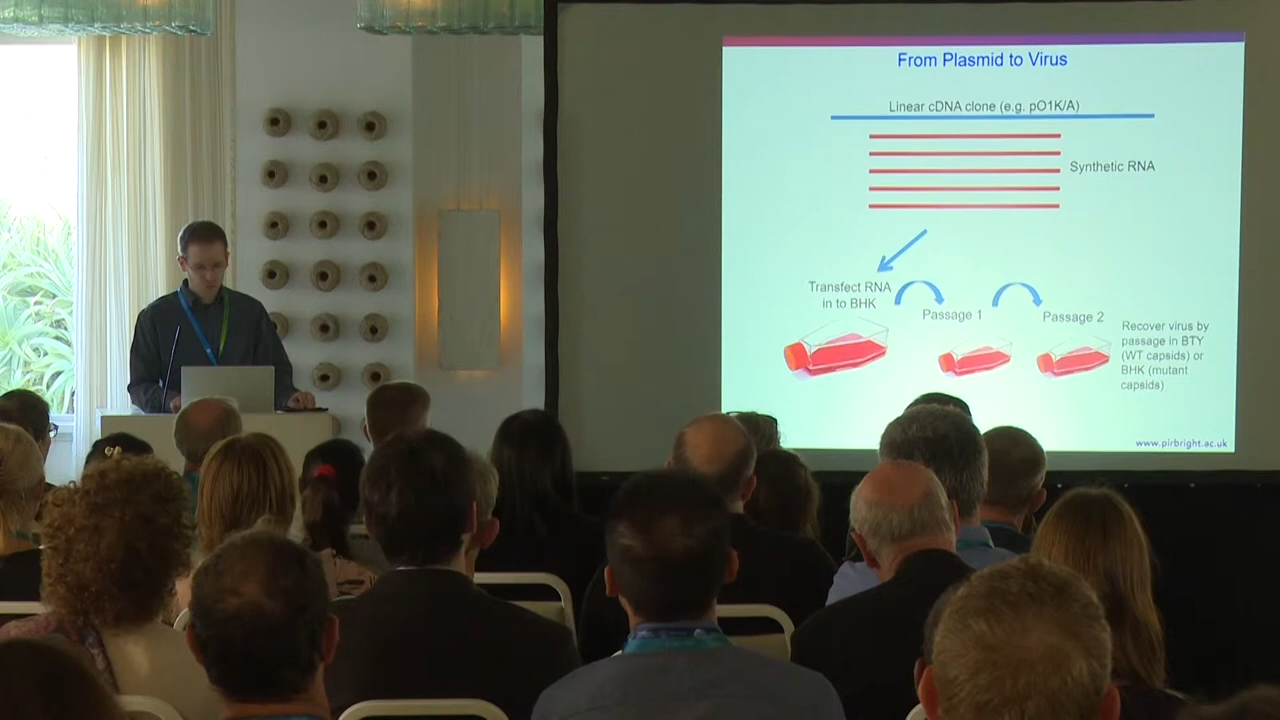 From Plasmid to Virus
Linear cDNA clone (e.g. pO1K/A)
Synthetic RNA
Transfect RNA
in to BHK
Passage 1
Passage 2
Recover virus by
passage in BTY
(WT capsids) or
BHK (mutant
capsids)
www.pirbright.ac.uk